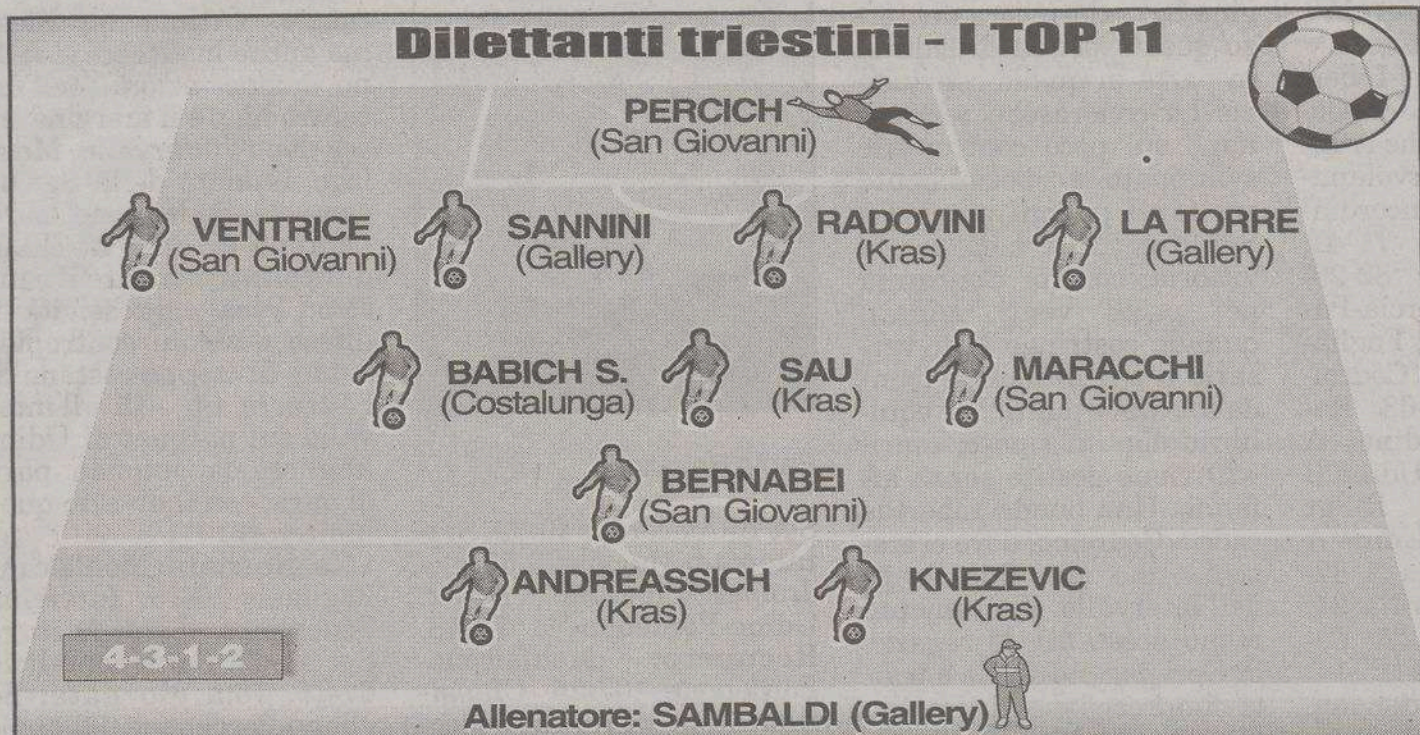 Dilettanti triestini - I TOP 11
PERCICH
(San Giovanni)
VENTRICE
(San Giovanni)
SANNINI
(Gallery)
RADOVINI
(Kras)
LA TORRE
(Gallery)
BABICH S.
(Costalunga)
SAU
(Kras)
MARACCHI
(San Giovanni)
BERNABEI
(San Giovanni)
ANDREASSICH
(Kras)
KNEZEVIC
(Kras)
4-3-1-2
Allenatore: SAMBALDI (Gallery)